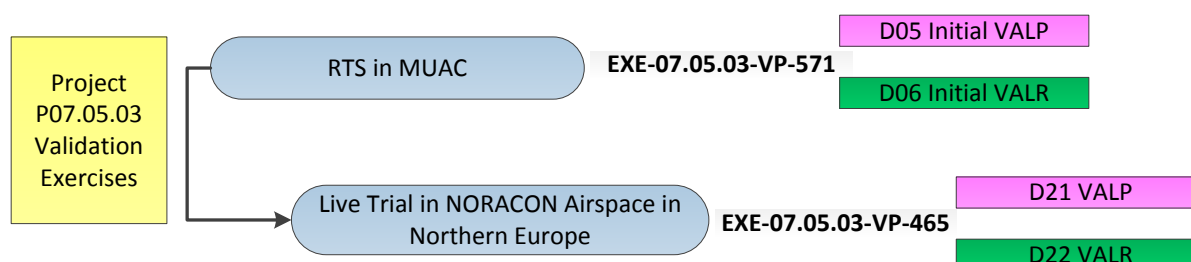 Project
P07.05.03
Validation
Exercises
RTS in MUAC
EXE-07.05.03-VP-571
D05 Initial VALP
D06 Initial VALR
Live Trial in NORACON Airspace in
Northern Europe
EXE-07.05.03-VP-465
D21 VALP
D22 VALR